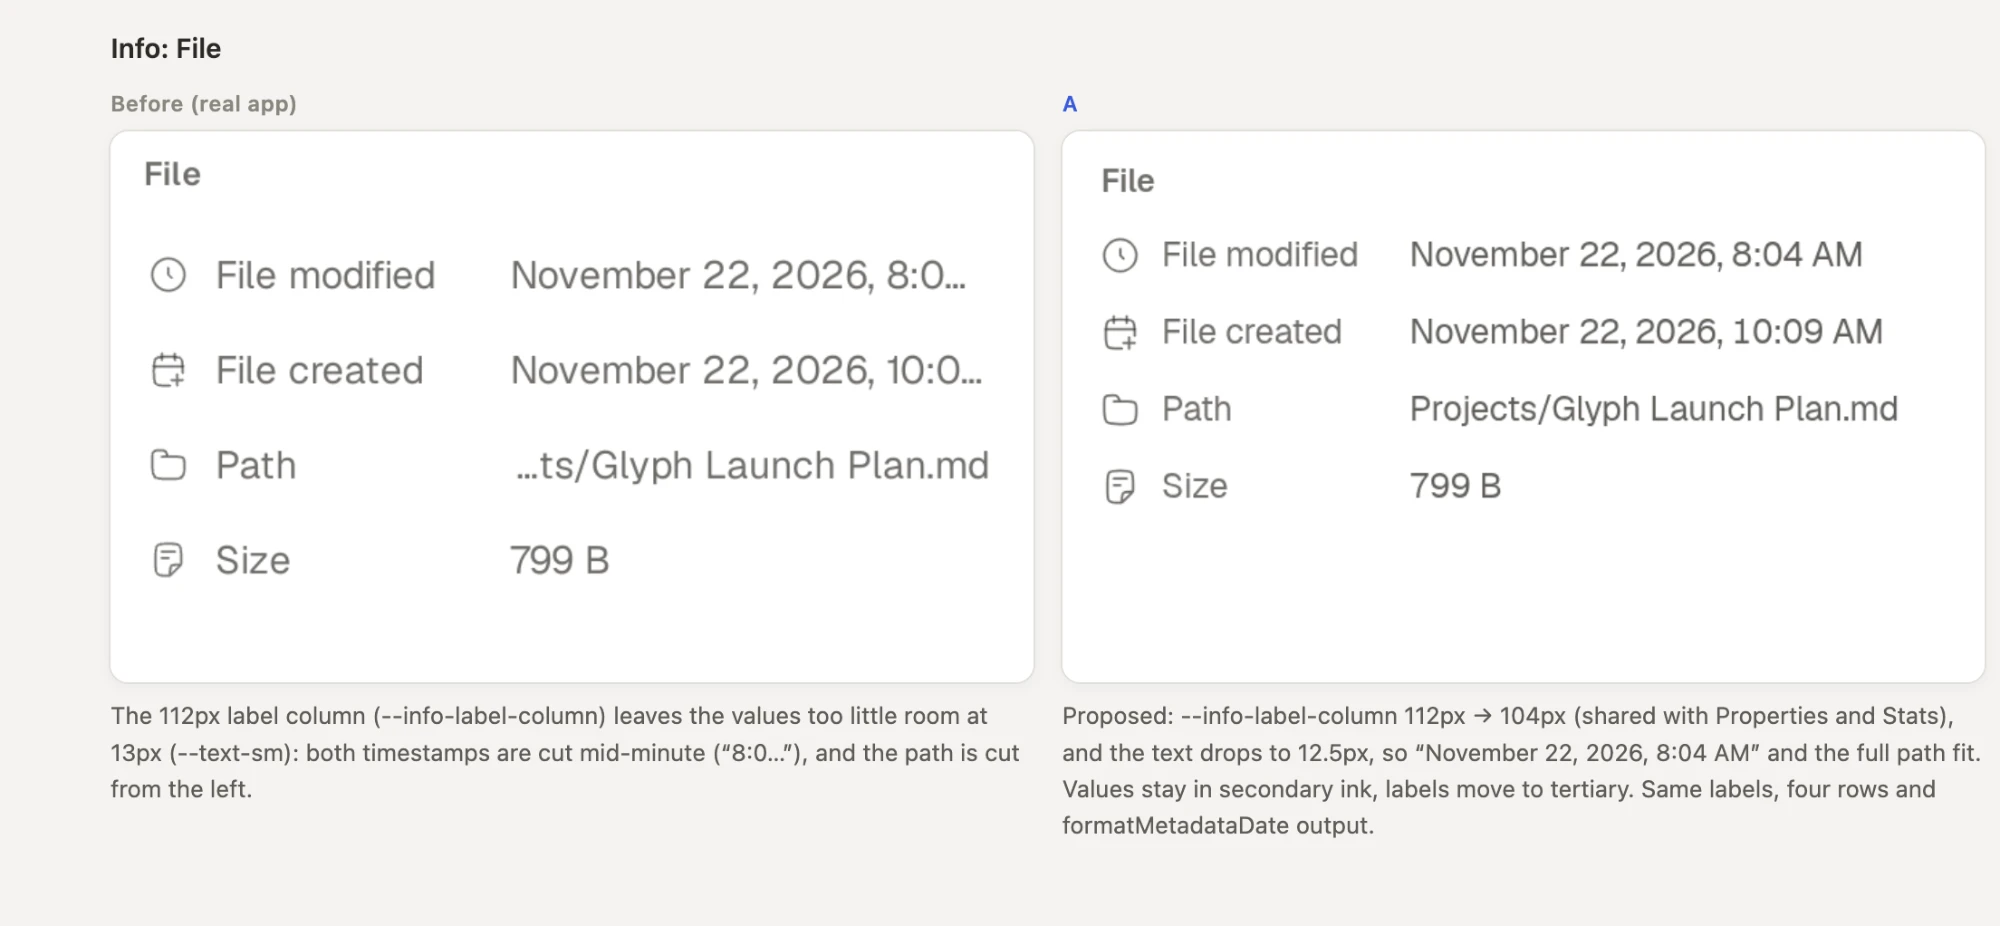 Info: File
Before (real app)
File
File modified
November 22, 2026, 8:0...
File created
November 22, 2026, 10:0...
Path
...ts/Glyph Launch Plan.md
Size
799 B
The 112px label column (--info-label-column) leaves the values too little room at
13px (--text-sm): both timestamps are cut mid-minute (“8:0...”), and the path is cut
from the left.
A
File
File modified
November 22, 2026, 8:04 AM
File created
November 22, 2026, 10:09 AM
Path
Projects/Glyph Launch Plan.md
Size
799 B
Proposed: --info-label-column 112px → 104px (shared with Properties and Stats),
and the text drops to 12.5px, so “November 22, 2026, 8:04 AM” and the full path fit.
Values stay in secondary ink, labels move to tertiary. Same labels, four rows and
formatMetadataDate output.